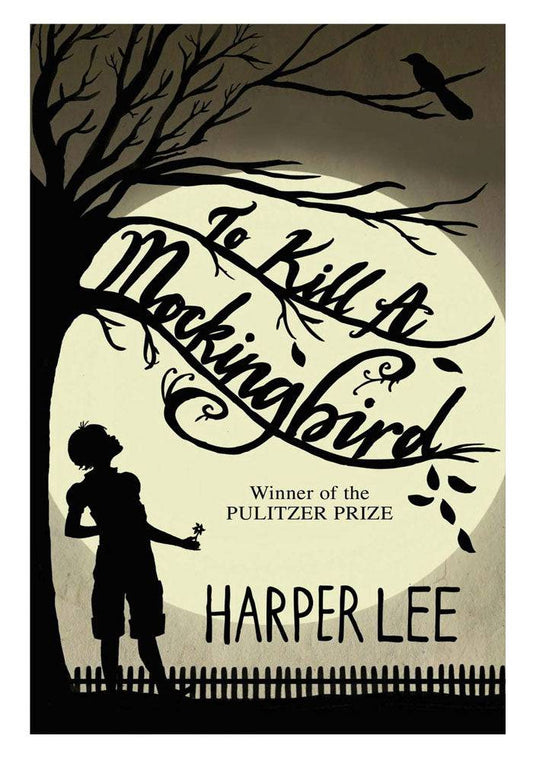 To Kill A
Mockingbird
Winner of the
PULITZER PRIZE
HARPER LEE